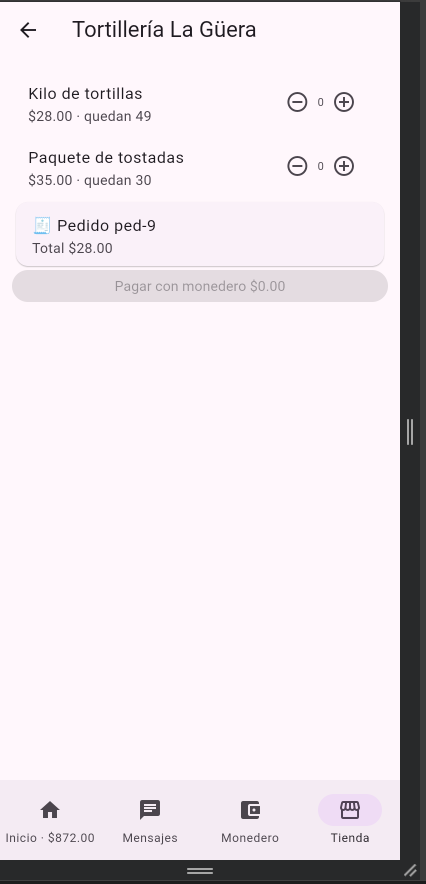 Tortillería La Güera
Kilo de tortillas
$28.00 · quedan 49
0
Paquete de tostadas
$35.00 · quedan 30
0
🧾 Pedido ped-9
Total $28.00
Pagar con monedero $0.00
Inicio · $872.00
Mensajes
Monedero
Tienda